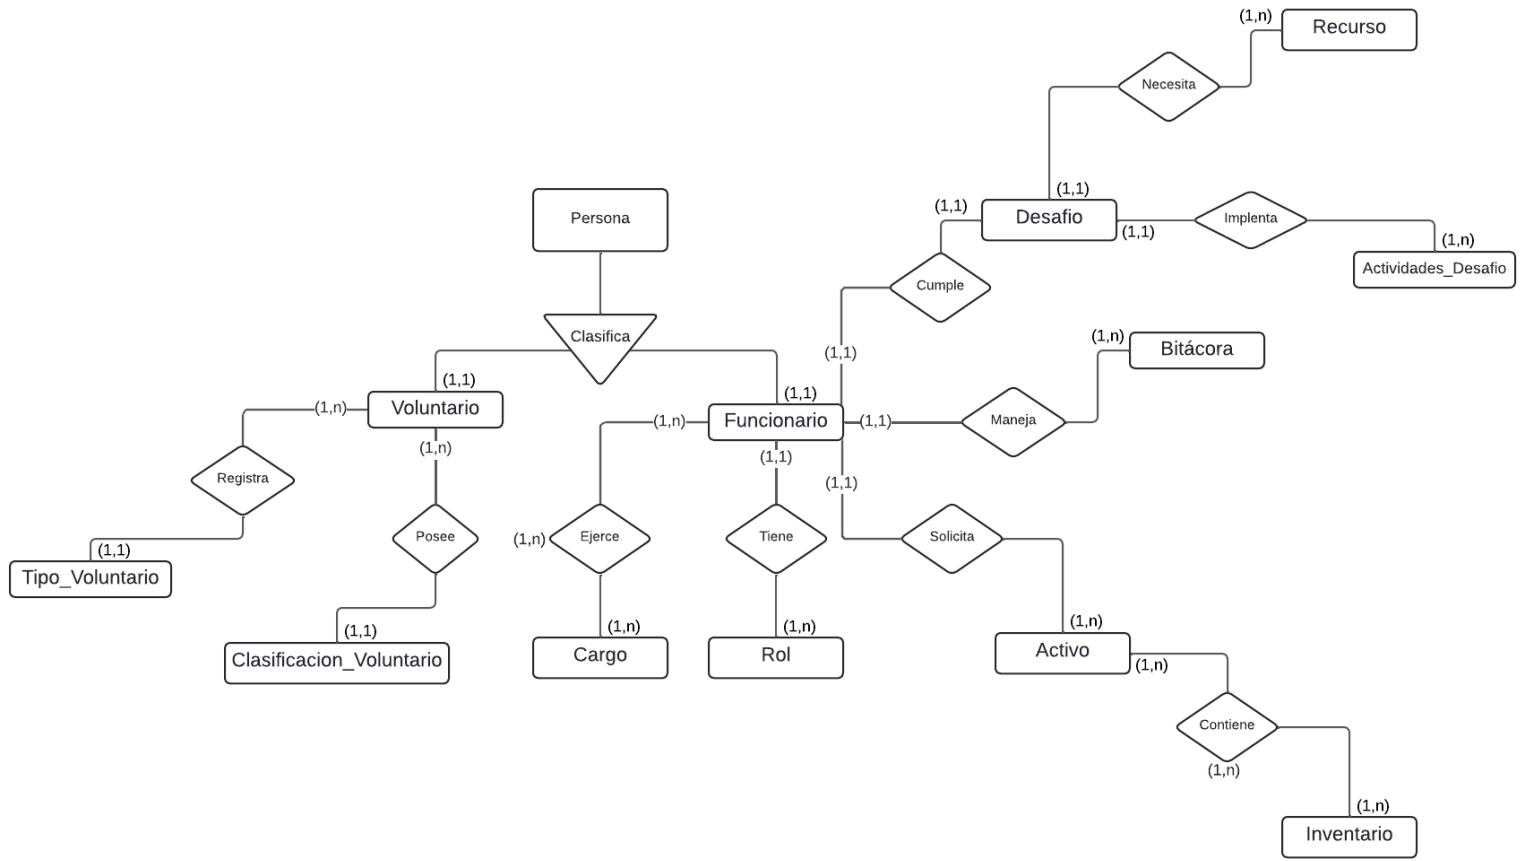 (1,n)
Recurso
Necesita
(1,1)
(1,1)
Desafio
Implenta
(1,1)
(1,n)
Actividades_Desafio
Persona
Cumple
Clasifica
(1,1)
(1,n)
Bitácora
(1,1)
(1,1)
Voluntario
(1,n)
(1,n)
Funcionario
(1,1)
Maneja
(1,n)
(1,1)
(1,n)
Registra
(1,1)
Posee
(1,n)
Ejerce
Tiene
Solicita
(1,1)
Tipo_Voluntario
(1,1)
Clasificacion_Voluntario
(1,n)
Cargo
(1,n)
Rol
(1,n)
Activo
(1,n)
Contiene
(1,n)
(1,n)
Inventario